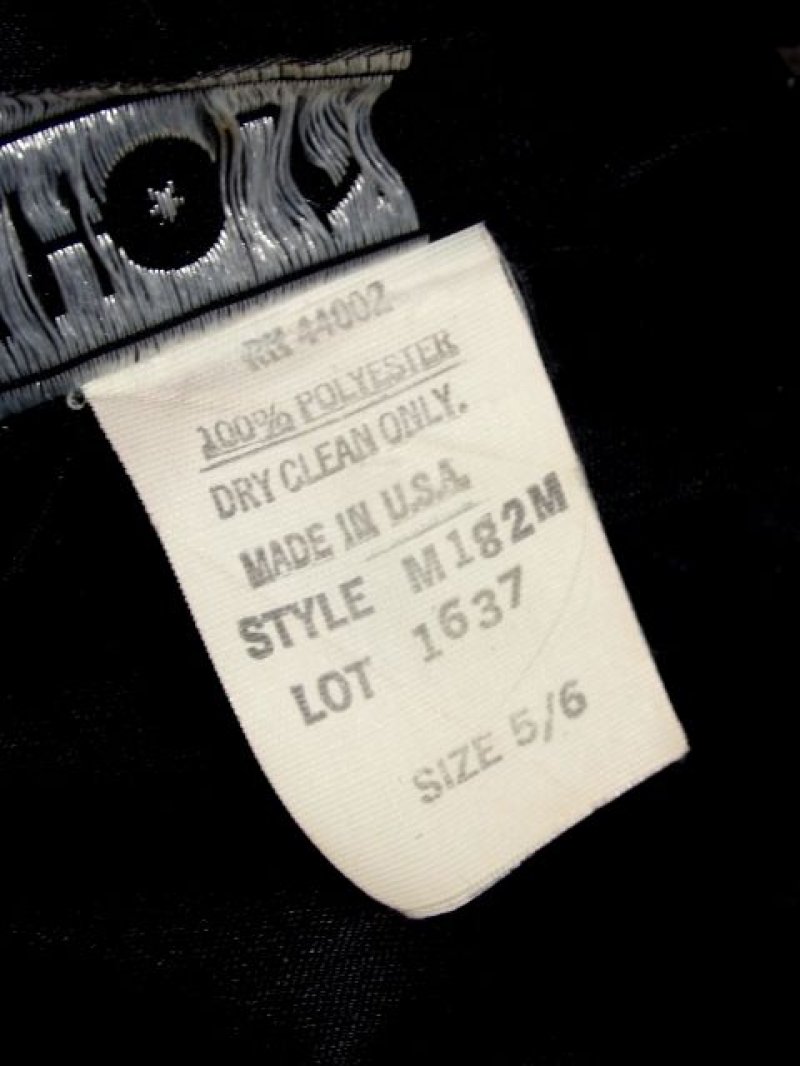 RN 44002
100% POLYESTER
DRY CLEAN ONLY.
MADE IN U.S.A.
STYLE M182M
LOT 1637
SIZE 5/6